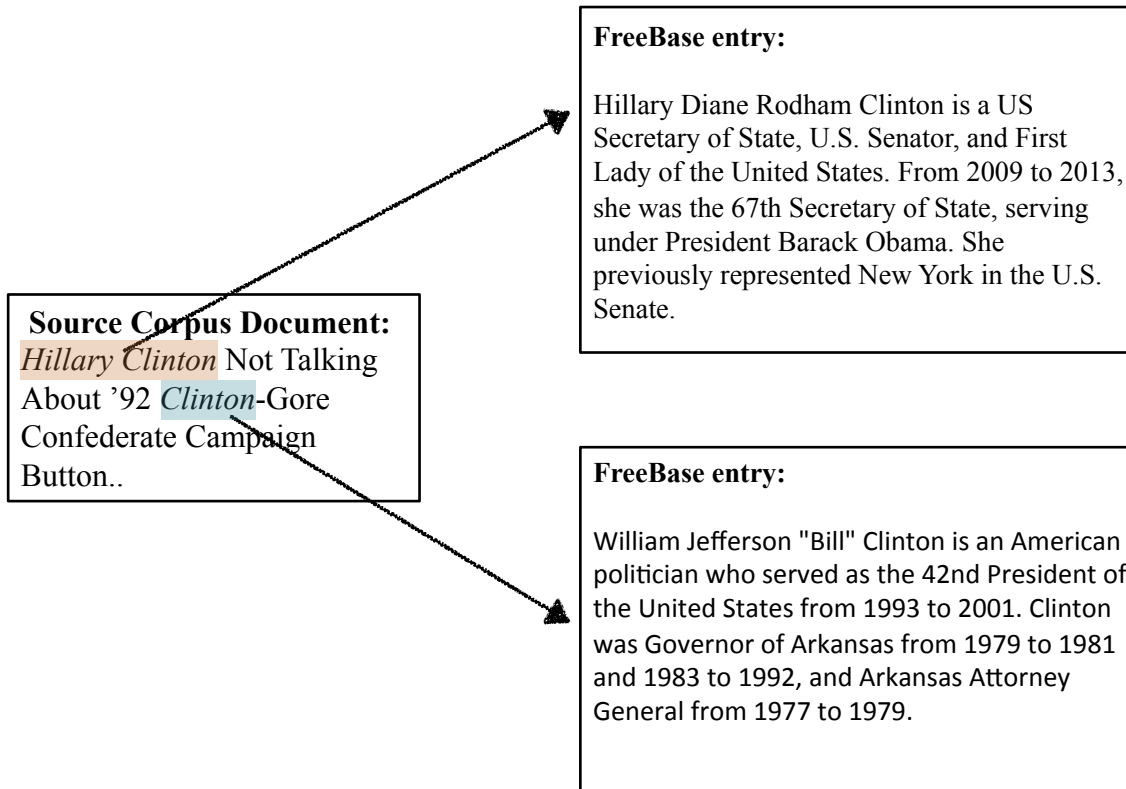 Source Corpus Document:
Hillary Clinton Not Talking
About ’92 Clinton-Gore
Confederate Campaign
Button..
FreeBase entry:
Hillary Diane Rodham Clinton is a US
Secretary of State, U.S. Senator, and First
Lady of the United States. From 2009 to 2013,
she was the 67th Secretary of State, serving
under President Barack Obama. She
previously represented New York in the U.S.
Senate.
FreeBase entry:
William Jefferson "Bill" Clinton is an American
politician who served as the 42nd President of
the United States from 1993 to 2001. Clinton
was Governor of Arkansas from 1979 to 1981
and 1983 to 1992, and Arkansas Attorney
General from 1977 to 1979.